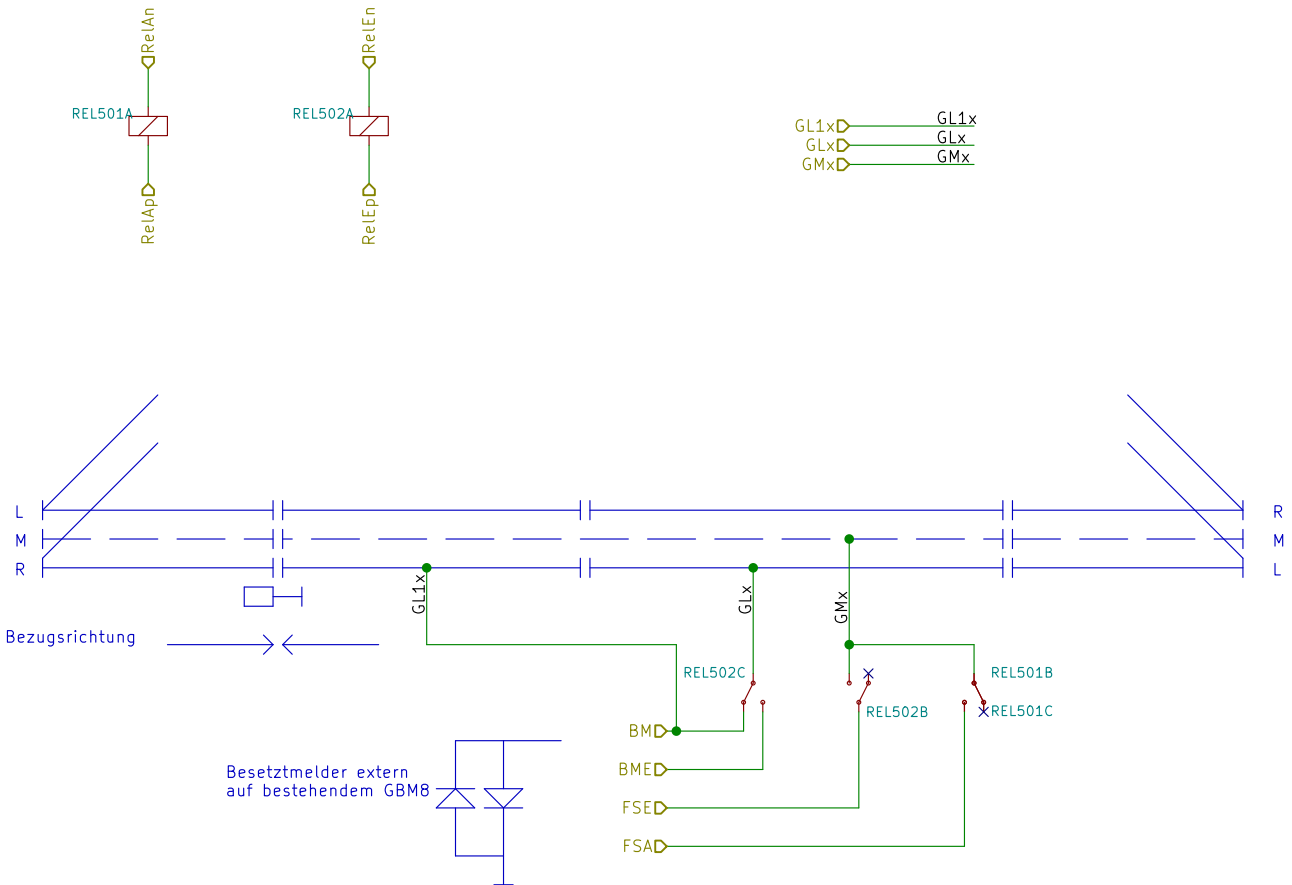 RelAn
RelEn
REL501A
REL502A
GL1x
GL1x
GLx
GLx
GMx
GMx
RelAp
RelEp
L
R
M
M
R
L
GL1x
GLx
GMx
Bezugsrichtung
REL502C
REL501B
REL502B
REL501C
BM
BME
Besetztmelder extern
auf bestehendem GBM8
FSE
FSA